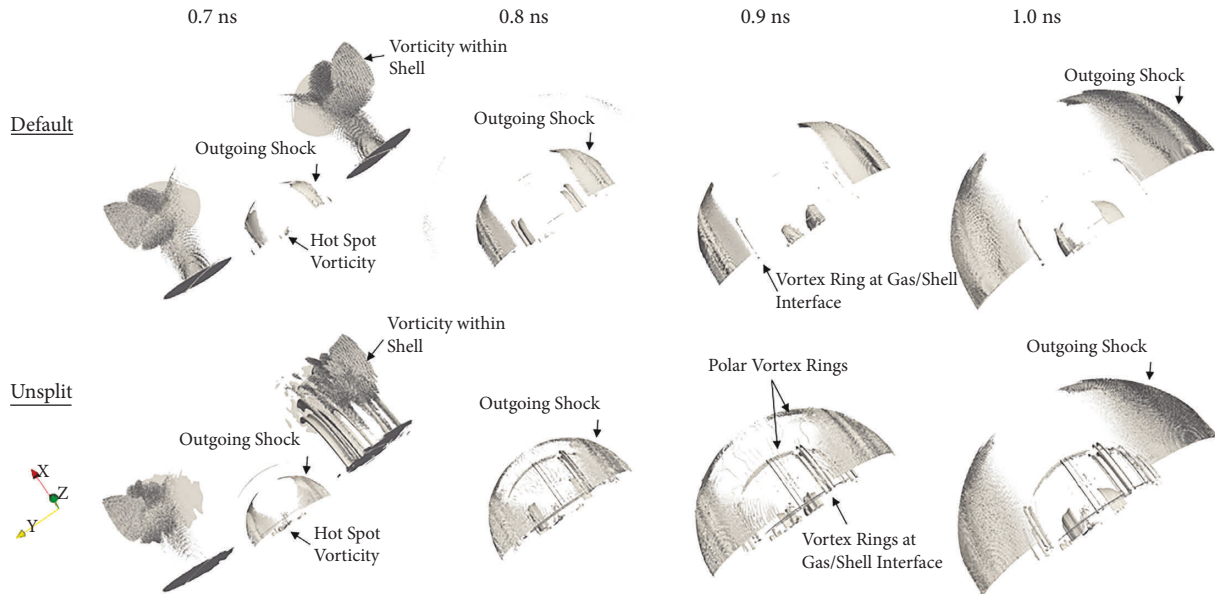 0.7 ns
0.8 ns
0.9 ns
1.0 ns
Default
Vorticity within
Shell
Outgoing Shock
Hot Spot
Vorticity
Outgoing Shock
Vortex Ring at Gas/Shell
Interface
Outgoing Shock
Unsplit
Vorticity within
Shell
Outgoing Shock
Hot Spot
Vorticity
Outgoing Shock
Polar Vortex Rings
Vortex Rings at
Gas/Shell Interface
Outgoing Shock
X
Z
Y